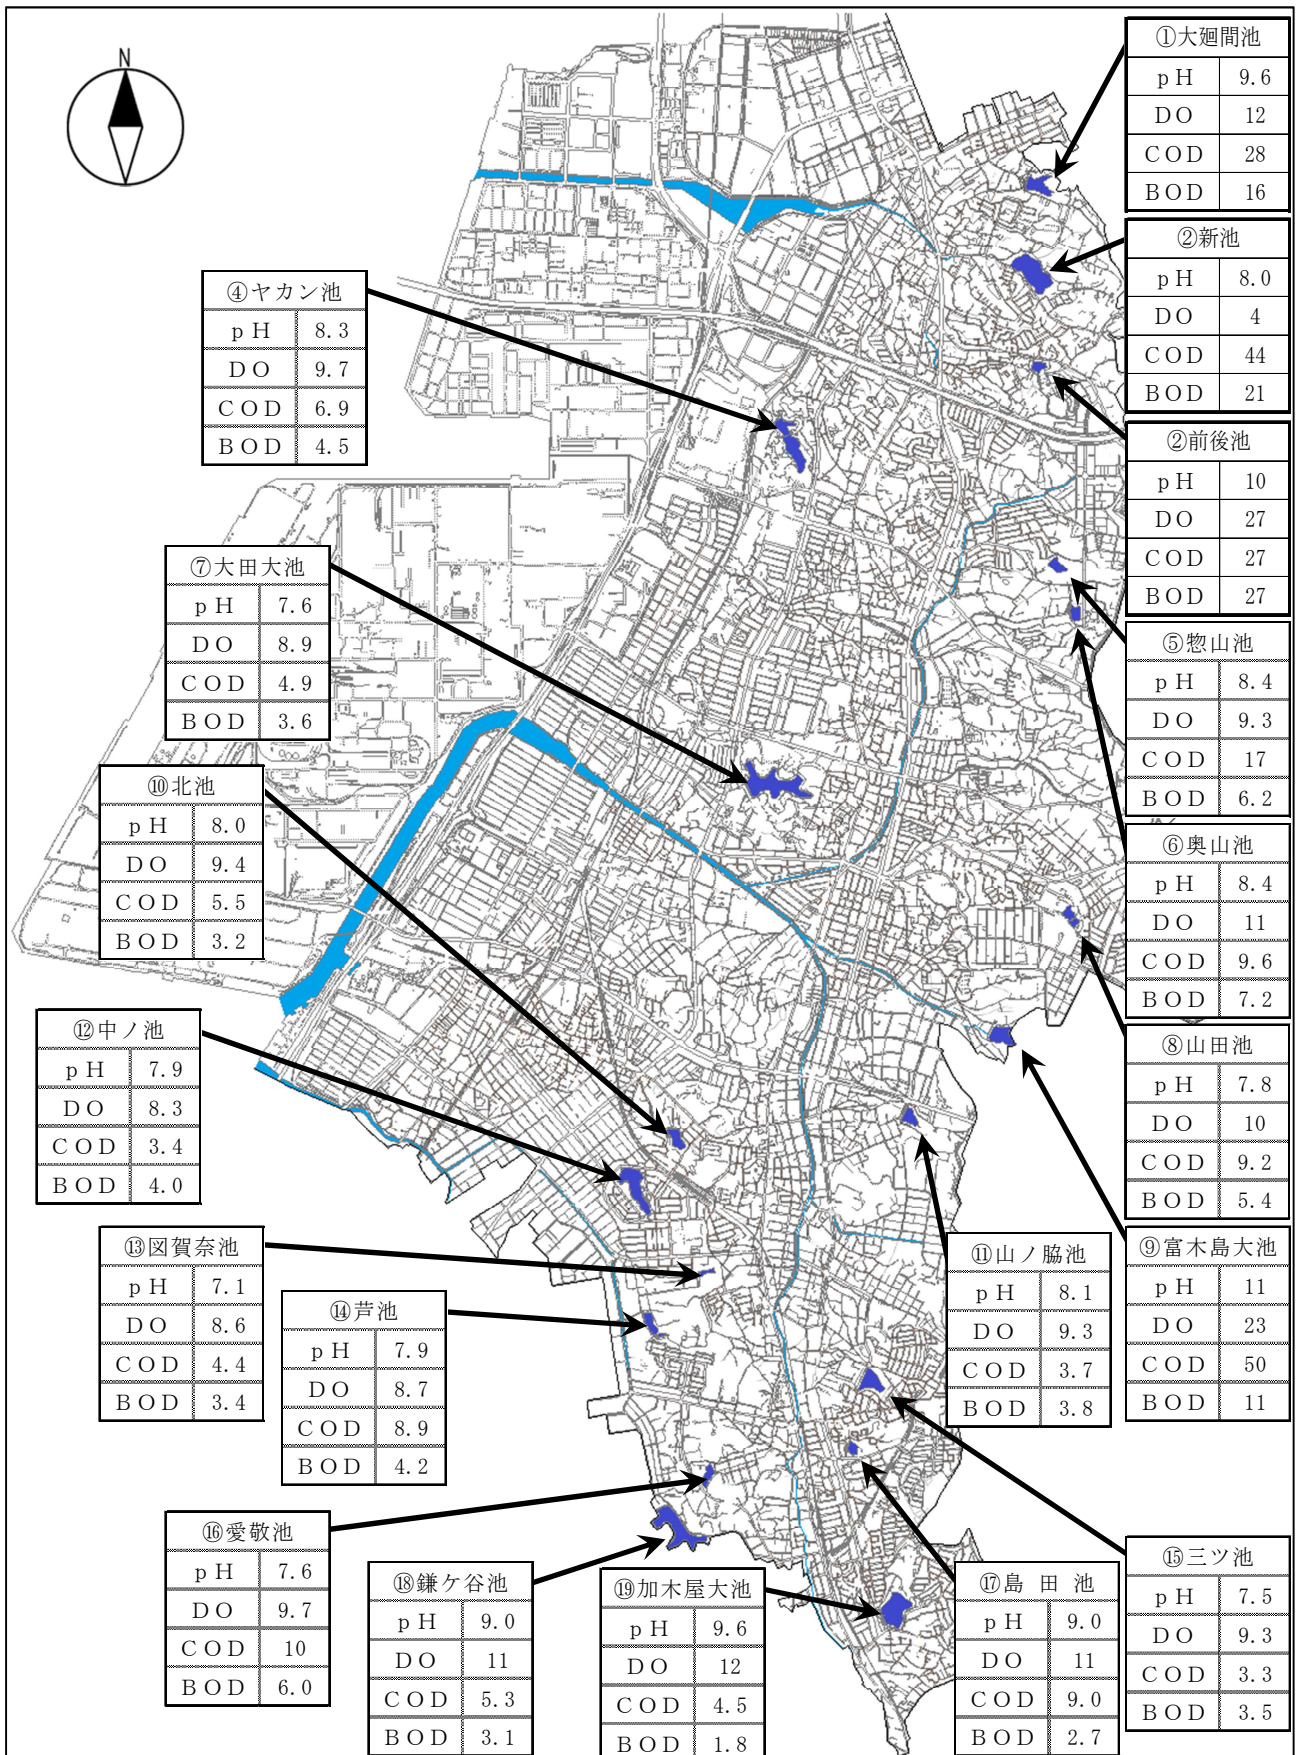 N
①大廻間池
pH 9.6
DO 12
COD 28
BOD 16
②新池
pH 8.0
DO 4
COD 44
BOD 21
②前後池
pH 10
DO 27
COD 27
BOD 27
④ヤカン池
pH 8.3
DO 9.7
COD 6.9
BOD 4.5
⑤惣山池
pH 8.4
DO 9.3
COD 17
BOD 6.2
⑥奥山池
pH 8.4
DO 11
COD 9.6
BOD 7.2
⑦大田大池
pH 7.6
DO 8.9
COD 4.9
BOD 3.6
⑧山田池
pH 7.8
DO 10
COD 9.2
BOD 5.4
⑨富木島大池
pH 11
DO 23
COD 50
BOD 11
⑩北池
pH 8.0
DO 9.4
COD 5.5
BOD 3.2
⑪山ノ脇池
pH 8.1
DO 9.3
COD 3.7
BOD 3.8
⑫中ノ池
pH 7.9
DO 8.3
COD 3.4
BOD 4.0
⑬図賀奈池
pH 7.1
DO 8.6
COD 4.4
BOD 3.4
⑭芦池
pH 7.9
DO 8.7
COD 8.9
BOD 4.2
⑮三ツ池
pH 7.5
DO 9.3
COD 3.3
BOD 3.5
⑯愛敬池
pH 7.6
DO 9.7
COD 10
BOD 6.0
⑰島 田 池
pH 9.0
DO 11
COD 9.0
BOD 2.7
⑱鎌ケ谷池
pH 9.0
DO 11
COD 5.3
BOD 3.1
⑲加木屋大池
pH 9.6
DO 12
COD 4.5
BOD 1.8